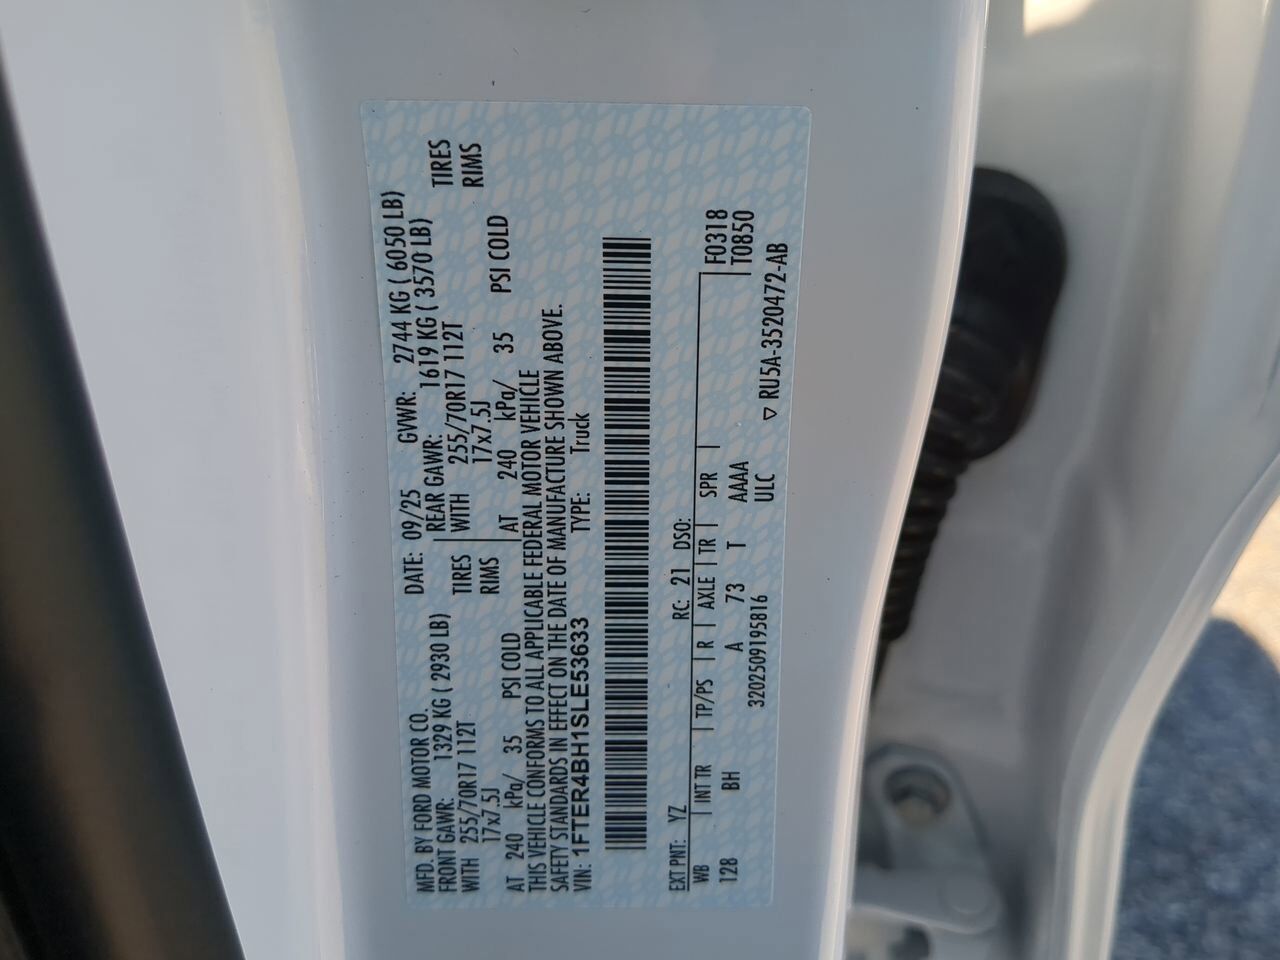 MFD. BY FORD MOTOR CO. DATE: 09/25 GVWR: 2744 KG ( 6050 LB)
FRONT GAWR: 1329 KG ( 2930 LB) REAR GAWR: 1619 KG ( 3570 LB)
WITH 255/70R17 112T TIRES WITH 255/70R17 112T TIRES
17x7.5J RIMS 17x7.5J RIMS
AT 240 kPa/ 35 PSI COLD AT 240 kPa/ 35 PSI COLD
THIS VEHICLE CONFORMS TO ALL APPLICABLE FEDERAL MOTOR VEHICLE
SAFETY STANDARDS IN EFFECT ON THE DATE OF MANUFACTURE SHOWN ABOVE.
VIN: 1FTER4BH1SLE53633 TYPE: Truck
EXT PNT: YZ RC: 21 DSO:
WB INT TR TP/PS R AXLE TR SPR F0318
128 BH A 73 T AAAA T0850
3202509195816 ULC
▽ RU5A-3520472-AB